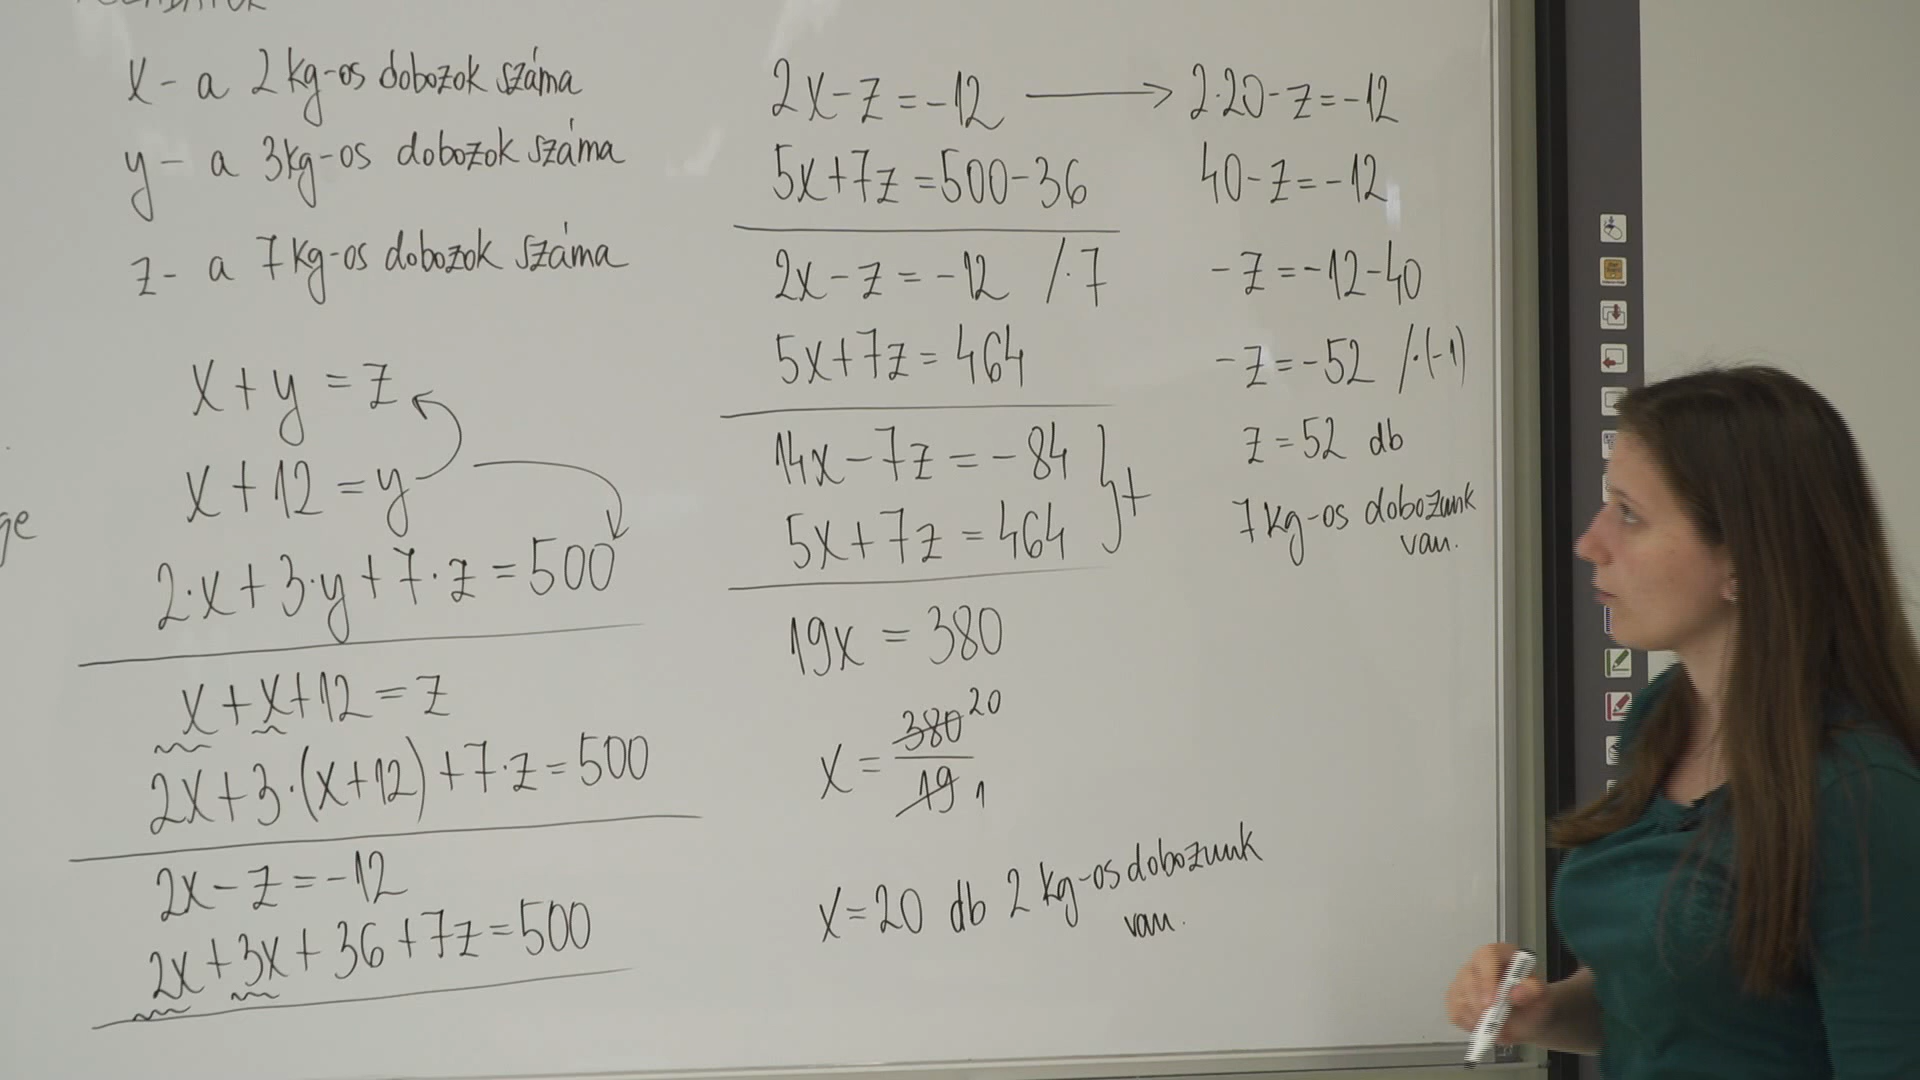 x - a 2 kg-os dobozok száma
y - a 3kg-os dobozok száma
z - a 7 kg-os dobozok száma
x + y = z
x + 12 = y
2·x + 3·y + 7·z = 500
x + x + 12 = z
2x + 3·(x+12) + 7·z = 500
2x - z = -12
2x + 3x + 36 + 7z = 500
2x - z = -12
5x + 7z = 500 - 36
2x - z = -12 /·7
5x + 7z = 464
14x - 7z = -84
5x + 7z = 464 } +
19x = 380
x = 380/19 20 1
x = 20 db 2 kg-os dobozunk
van.
→ 2·20 - z = -12
40 - z = -12
-z = -12 - 40
-z = -52 /·(-1)
z = 52 db
7 kg-os dobozunk
van.
ge